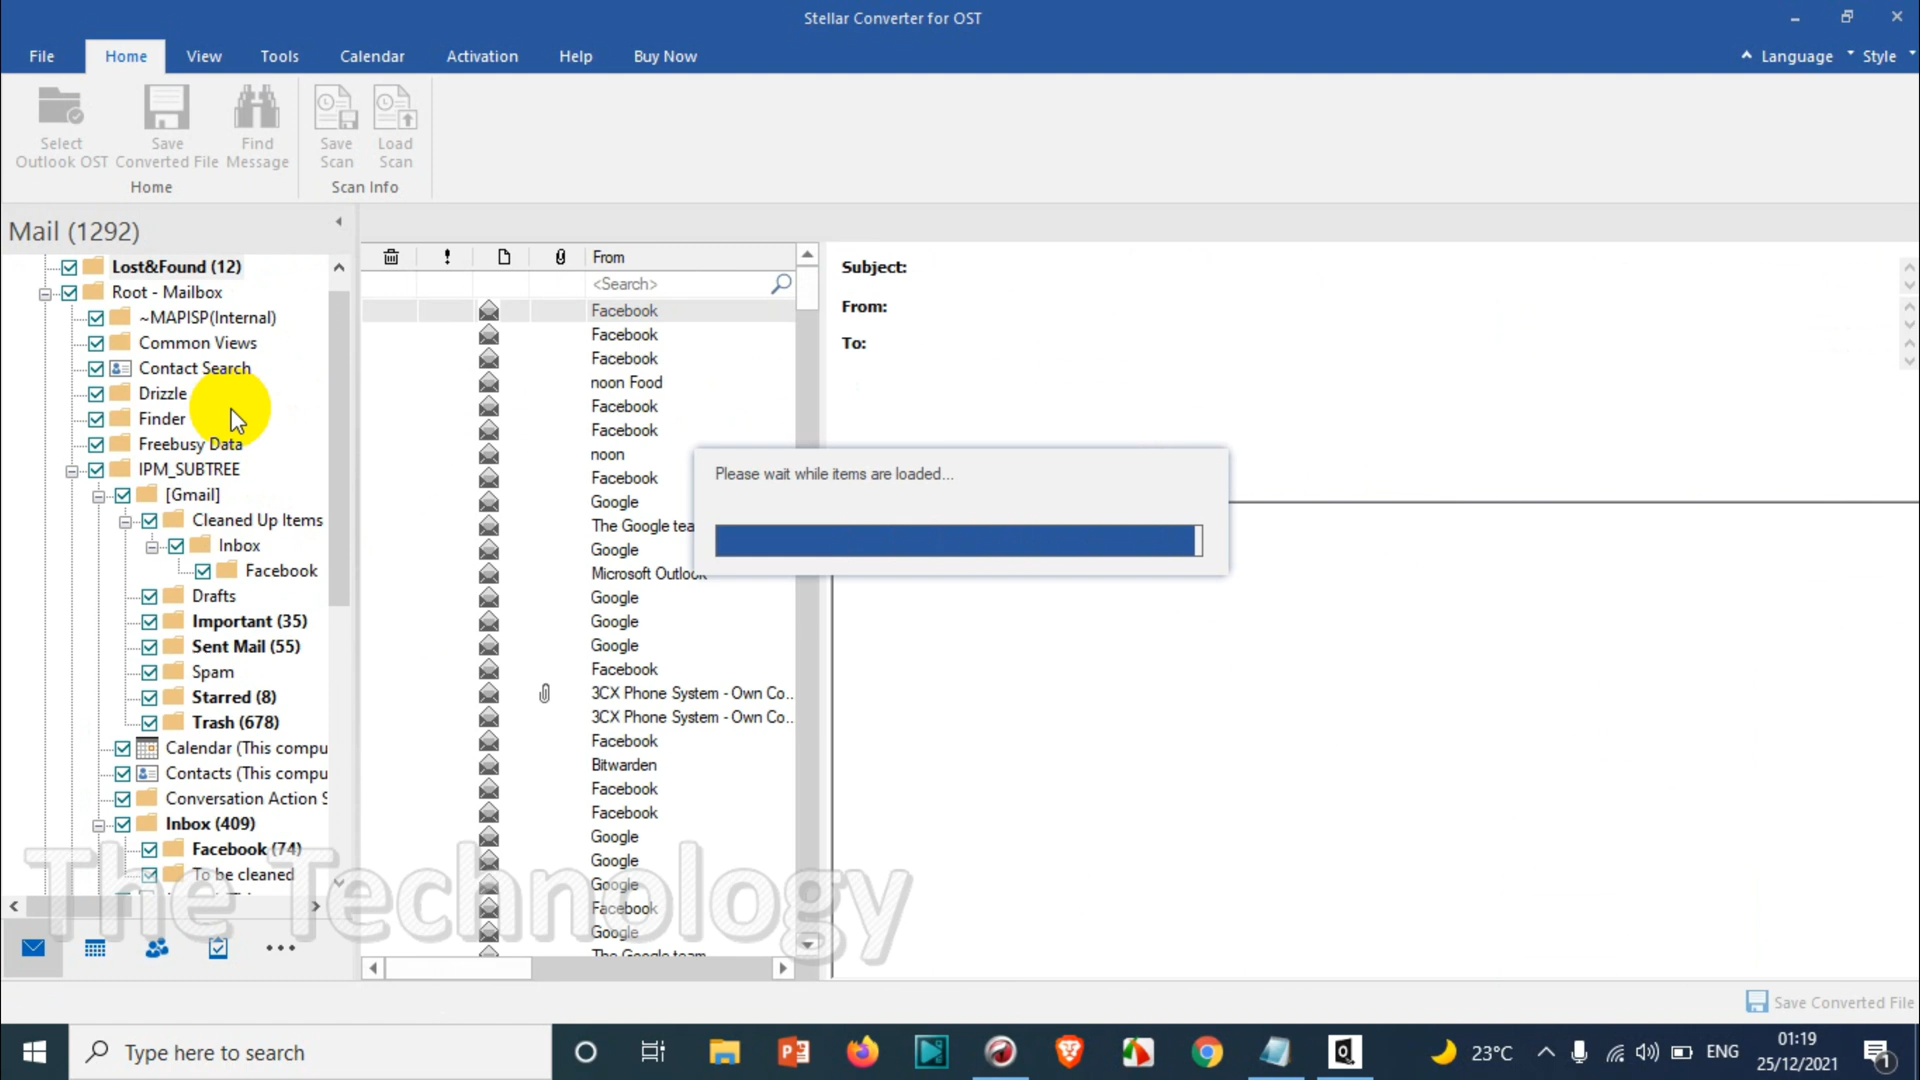 Stellar Converter for OST
File Home View Tools Calendar Activation Help Buy Now Language Style
Select Outlook OST
Save Converted File
Find Message
Save Scan
Load Scan
Home
Scan Info
Mail (1292)
Lost&Found (12)
Root - Mailbox
~MAPISP(Internal)
Common Views
Contact Search
Drizzle
Finder
Freebusy Data
IPM_SUBTREE
[Gmail]
Cleaned Up Items
Inbox
Facebook
Drafts
Important (35)
Sent Mail (55)
Spam
Starred (8)
Trash (678)
Calendar (This compu
Contacts (This compu
Conversation Action S
Inbox (409)
Facebook (74)
To be cleaned
From
<Search>
Facebook
Facebook
Facebook
noon Food
Facebook
Facebook
noon
Facebook
Google
The Google tea
Google
Microsoft Outlook
Google
Google
Google
Facebook
3CX Phone System - Own Co..
3CX Phone System - Own Co..
Facebook
Bitwarden
Facebook
Facebook
Google
Google
Google
Facebook
Google
The Google team
Subject:
From:
To:
Please wait while items are loaded...
The Technology
Save Converted File
Type here to search
23°C
ENG
01:19
25/12/2021
1